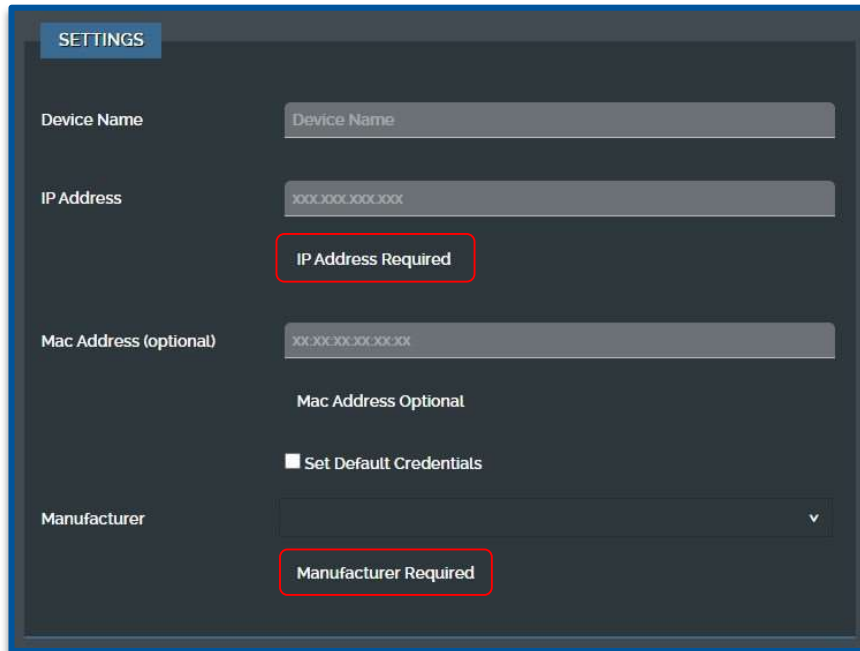 SETTINGS
Device Name
Device Name
IP Address
xxx.xxx.xxx.xxx
IP Address Required
Mac Address (optional)
xx:xx:xx:xx:xx:xx
Mac Address Optional
Set Default Credentials
Manufacturer
Manufacturer Required